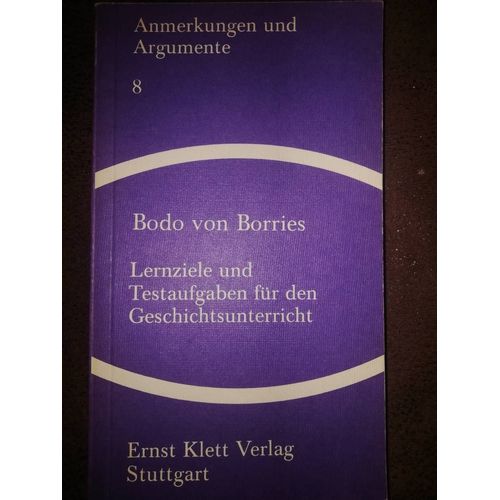 Anmerkungen und
Argumente
8
Bodo von Borries
Lernziele und
Testaufgaben für den
Geschichtsunterricht
Ernst Klett Verlag
Stuttgart